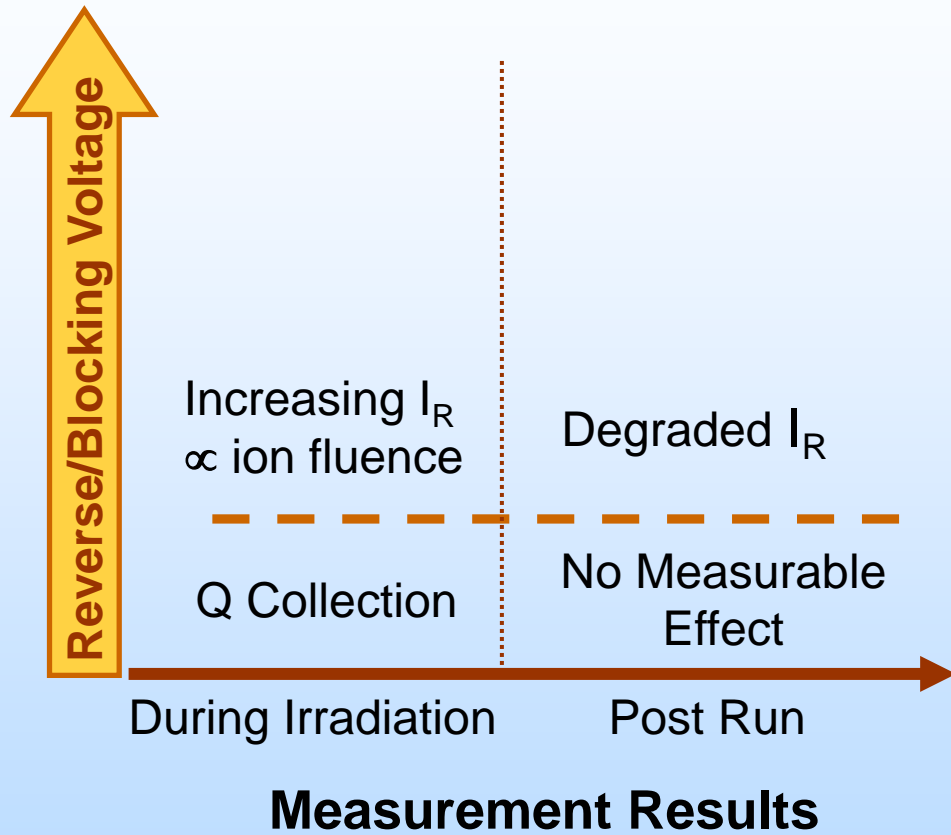 Reverse/Blocking Voltage
Increasing I_R
∝ ion fluence
Degraded I_R
Q Collection
No Measurable
Effect
During Irradiation
Post Run
Measurement Results